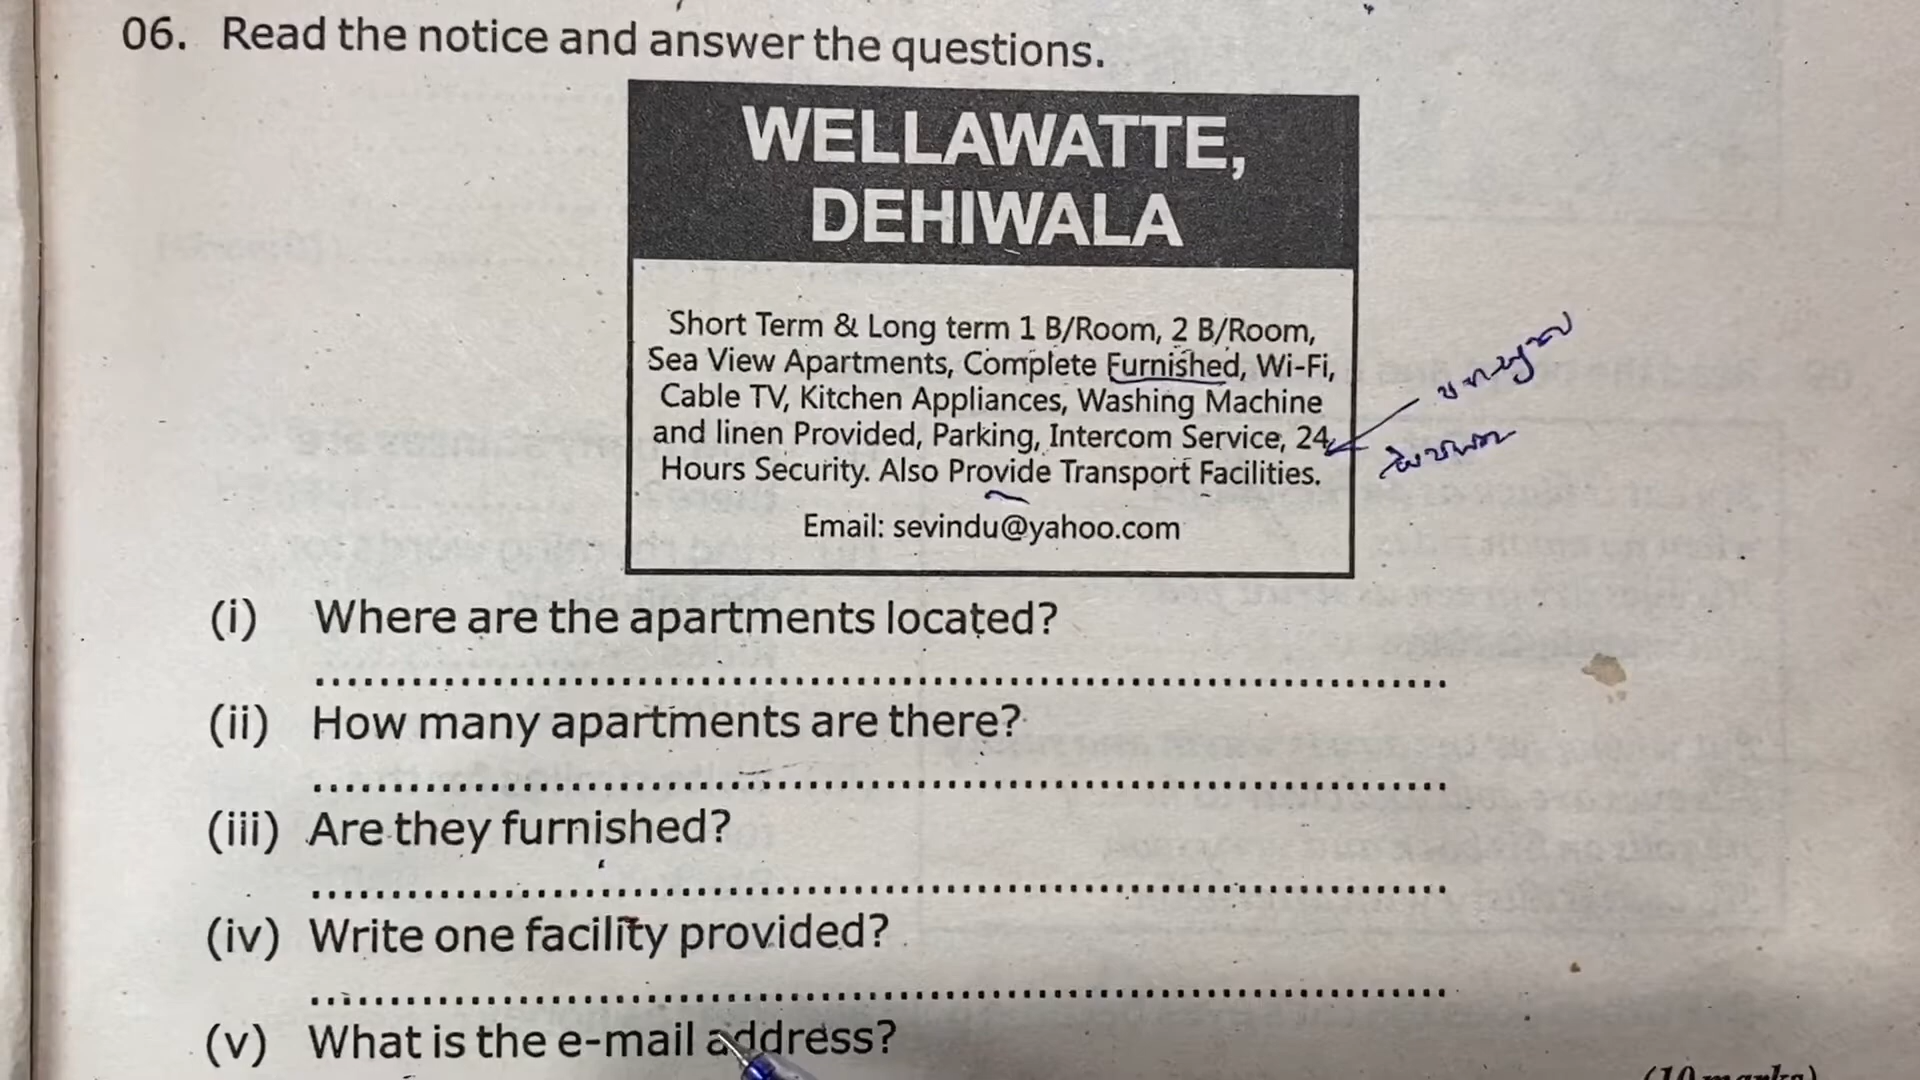 06. Read the notice and answer the questions.
WELLAWATTE,
DEHIWALA
Short Term & Long term 1 B/Room, 2 B/Room,
Sea View Apartments, Complete Furnished, Wi-Fi,
Cable TV, Kitchen Appliances, Washing Machine
and linen Provided, Parking, Intercom Service, 24
Hours Security. Also Provide Transport Facilities.
Email: sevindu@yahoo.com
(i) Where are the apartments located?
(ii) How many apartments are there?
(iii) Are they furnished?
(iv) Write one facility provided?
(v) What is the e-mail address?
(10 marks)